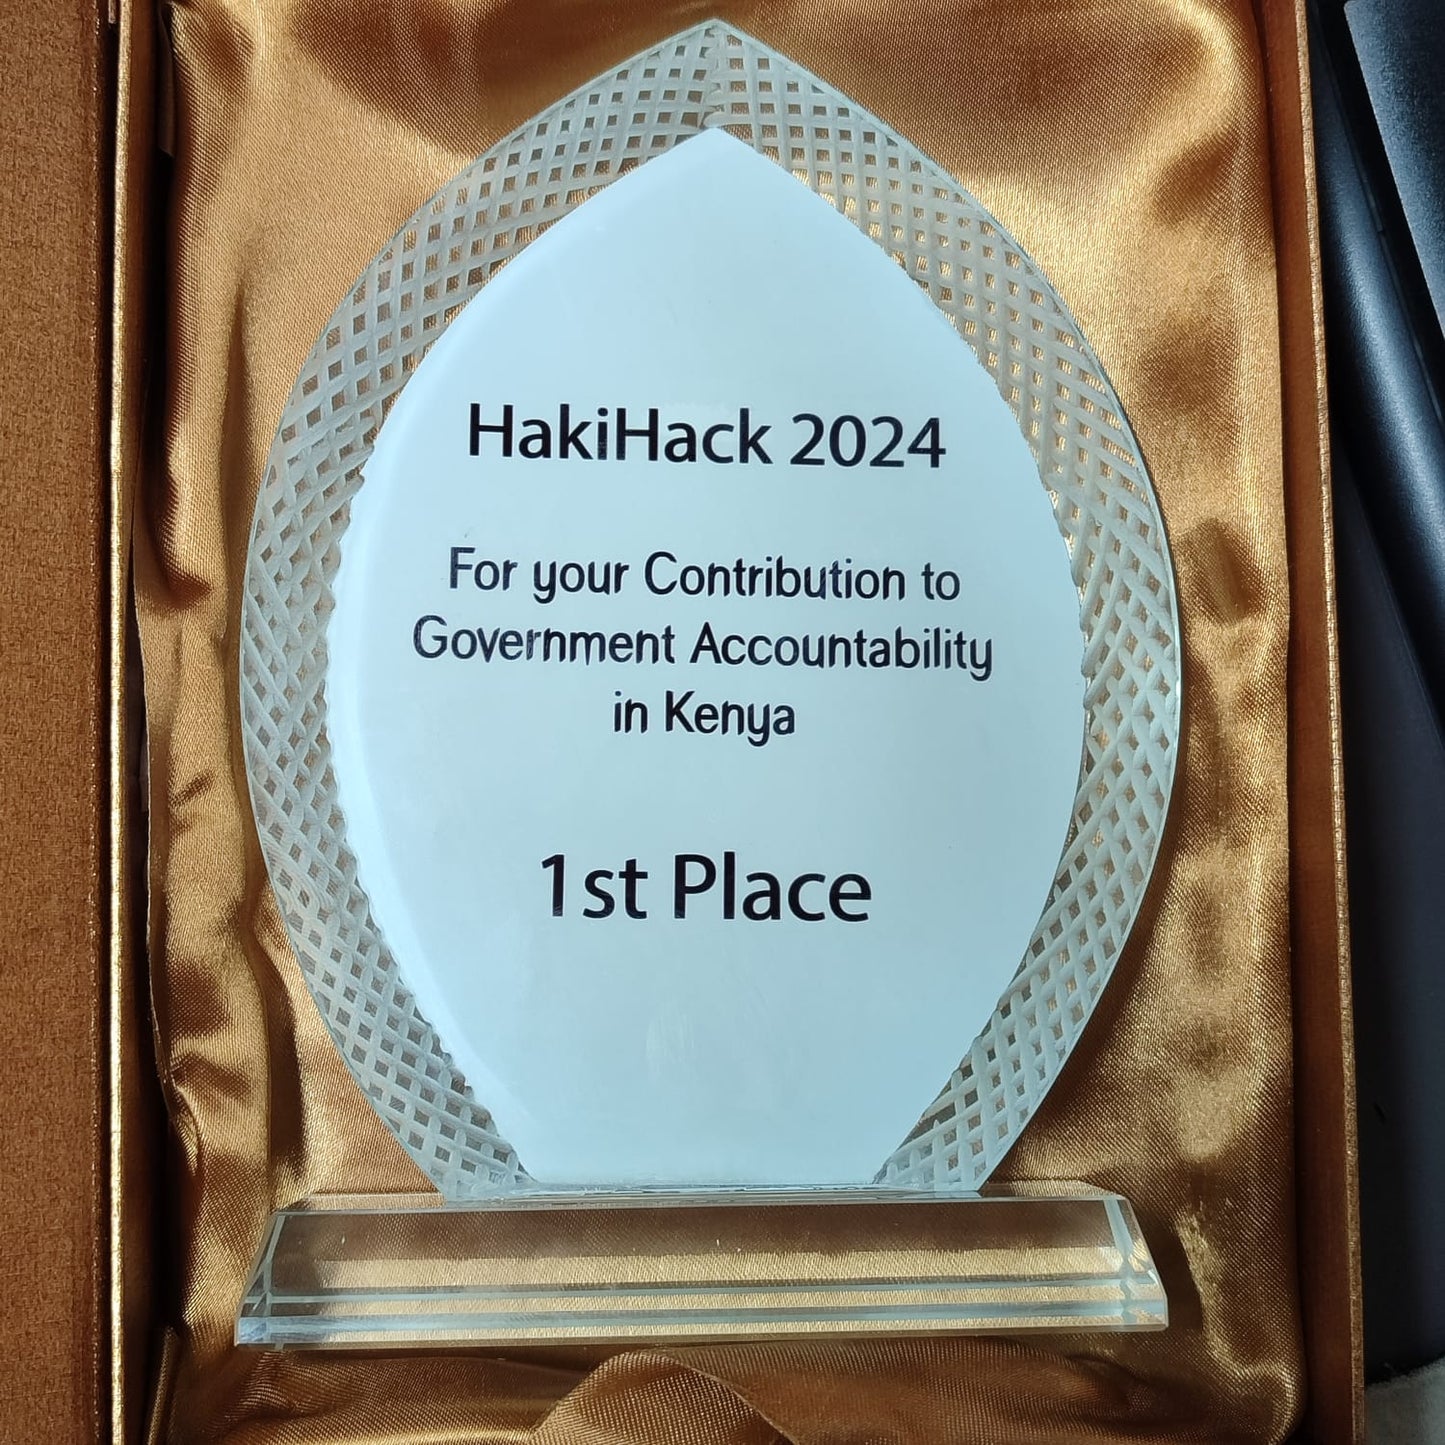 HakiHack 2024
For your Contribution to
Government Accountability
in Kenya
1st Place